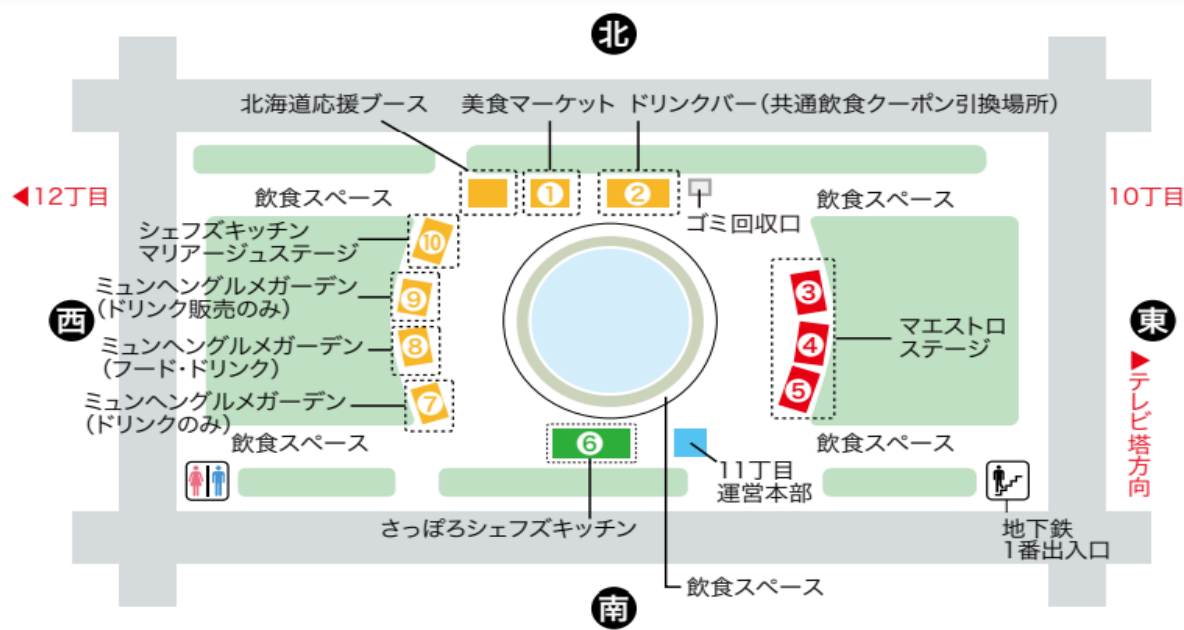 北
北海道応援ブース
美食マーケット
ドリンクバー（共通飲食クーポン引換場所）
◀12丁目
飲食スペース
①
②
ゴミ回収口
飲食スペース
10丁目
シェフズキッチン
マリアージュステージ
⑩
ミュンヘングルメガーデン
（ドリンク販売のみ）
⑨
③
西
東
マエストロ
ステージ
④
ミュンヘングルメガーデン
（フード・ドリンク）
⑧
⑤
ミュンヘングルメガーデン
（ドリンクのみ）
⑦
▶テレビ塔方向
飲食スペース
⑥
飲食スペース
11丁目
運営本部
さっぽろシェフズキッチン
地下鉄
1番出入口
飲食スペース
南